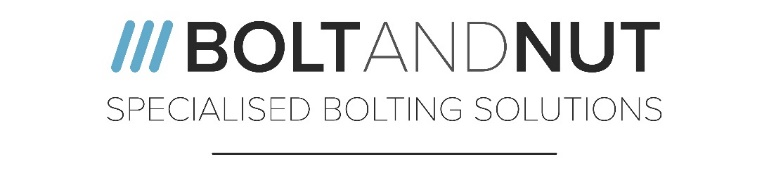 BOLTANDNUT
SPECIALISED BOLTING SOLUTIONS